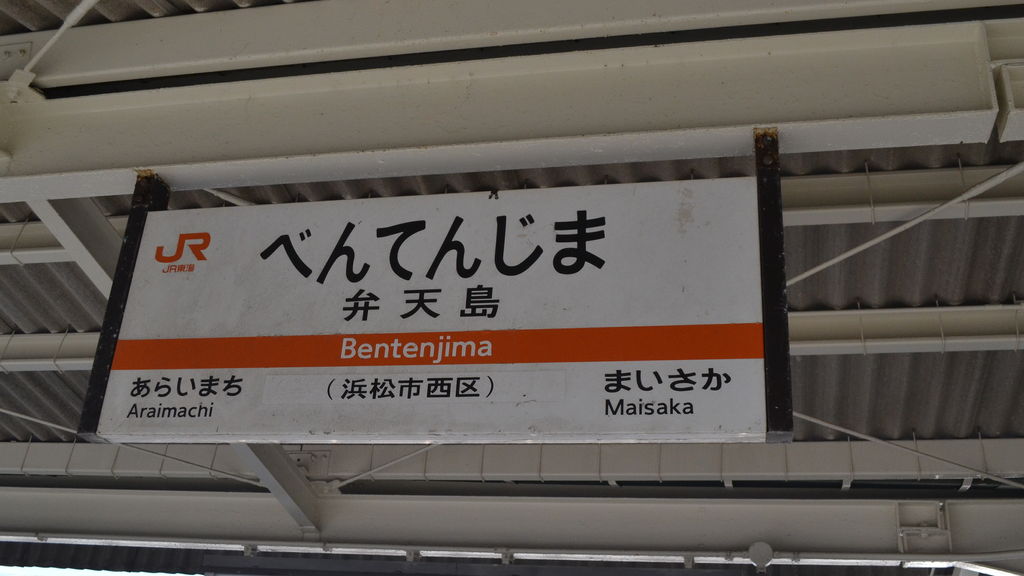 JR
JR東海
べんてんじま
弁天島
Bentenjima
あらいまち
Araimachi
(浜松市西区)
まいさか
Maisaka